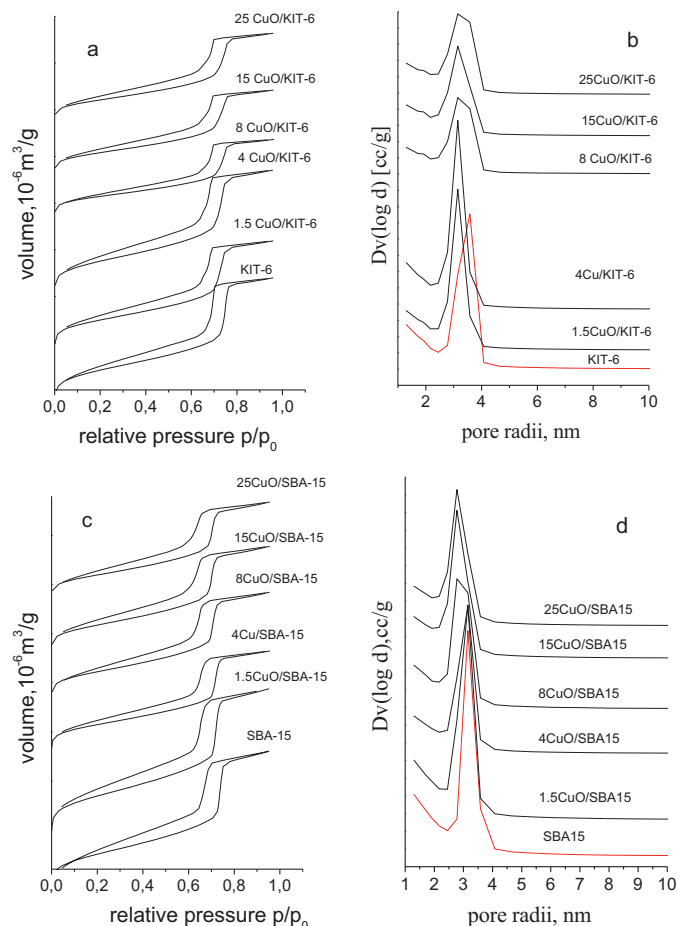 25 CuO/KIT-6
a
15 CuO/KIT-6
8 CuO/KIT-6
4 CuO/KIT-6
1.5 CuO/KIT-6
KIT-6
volume,10⁻⁶m³/g
0,0 0,2 0,4 0,6 0,8 1,0
relative pressure p/p₀
b
25CuO/KIT-6
15CuO/KIT-6
8 CuO/KIT-6
4Cu/KIT-6
1.5CuO/KIT-6
KIT-6
Dv(log d) [cc/g]
2 4 6 8 10
pore radii, nm
25CuO/SBA-15
c
15CuO/SBA-15
8CuO/SBA-15
4Cu/SBA-15
1.5CuO/SBA-15
SBA-15
volume,10⁻⁶m³/g
0,0 0,2 0,4 0,6 0,8 1,0
relative pressure p/p₀
d
25CuO/SBA15
15CuO/SBA15
8CuO/SBA15
4CuO/SBA15
1.5CuO/SBA15
SBA15
Dv(log d),cc/g
1 2 3 4 5 6 7 8 9 10
pore radii, nm